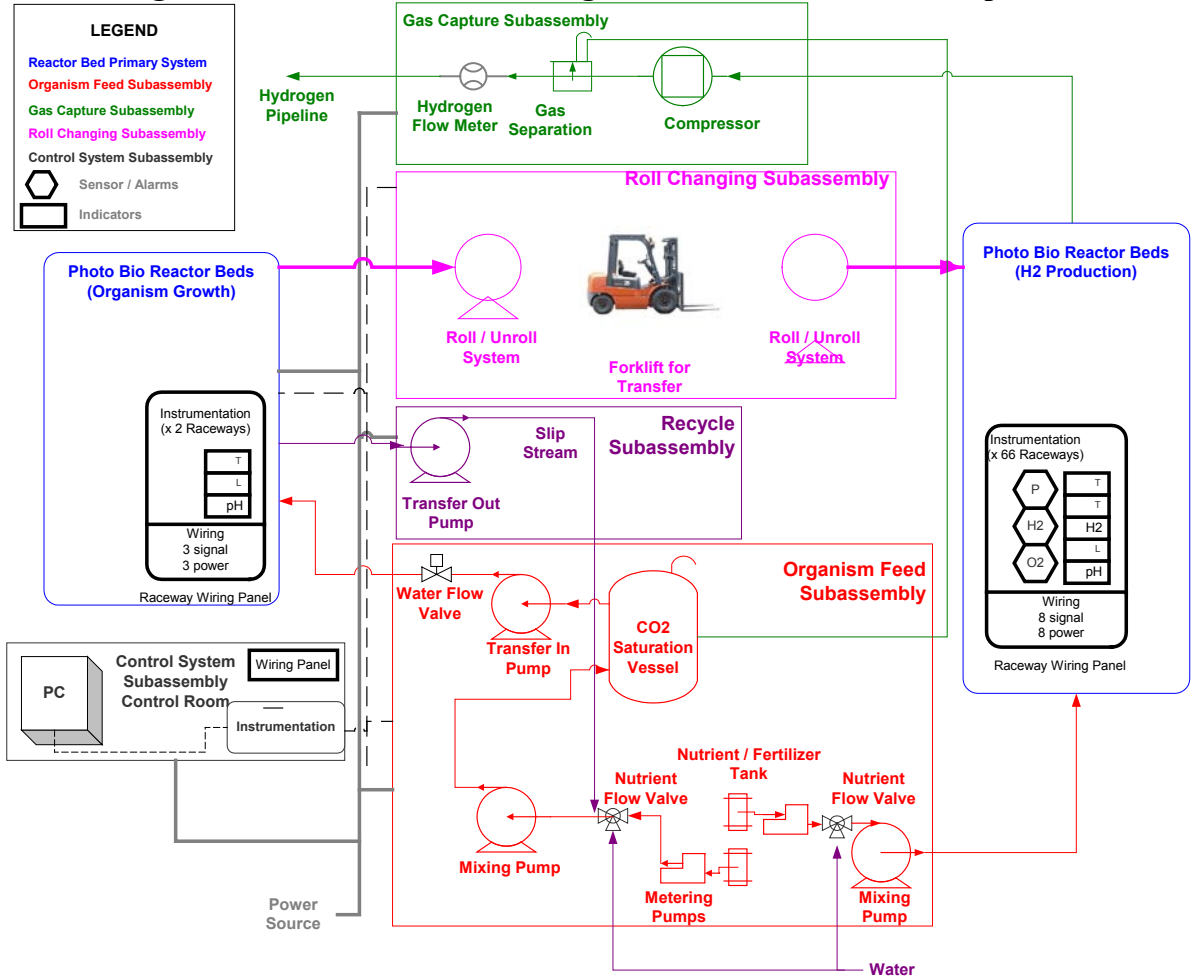 LEGEND
Reactor Bed Primary System
Organism Feed Subassembly
Gas Capture Subassembly
Roll Changing Subassembly
Control System Subassembly
Sensor / Alarms
Indicators
Gas Capture Subassembly
Hydrogen
Pipeline
Hydrogen
Flow Meter
Gas
Separation
Compressor
Roll Changing Subassembly
Roll / Unroll
System
Forklift for
Transfer
Roll / Unroll
System
Photo Bio Reactor Beds
(Organism Growth)
Instrumentation
(x 2 Raceways)
T
L
pH
Wiring
3 signal
3 power
Raceway Wiring Panel
Photo Bio Reactor Beds
(H2 Production)
Instrumentation
(x 66 Raceways)
P
H2
O2
T
T
H2
L
pH
Wiring
8 signal
8 power
Raceway Wiring Panel
Recycle
Subassembly
Slip
Stream
Transfer Out
Pump
Organism Feed
Subassembly
Water Flow
Valve
Transfer In
Pump
CO2
Saturation
Vessel
Nutrient / Fertilizer
Tank
Nutrient
Flow Valve
Nutrient
Flow Valve
Mixing Pump
Metering
Pumps
Mixing
Pump
Water
Control System
Subassembly
Control Room
PC
Wiring Panel
Instrumentation
Power
Source